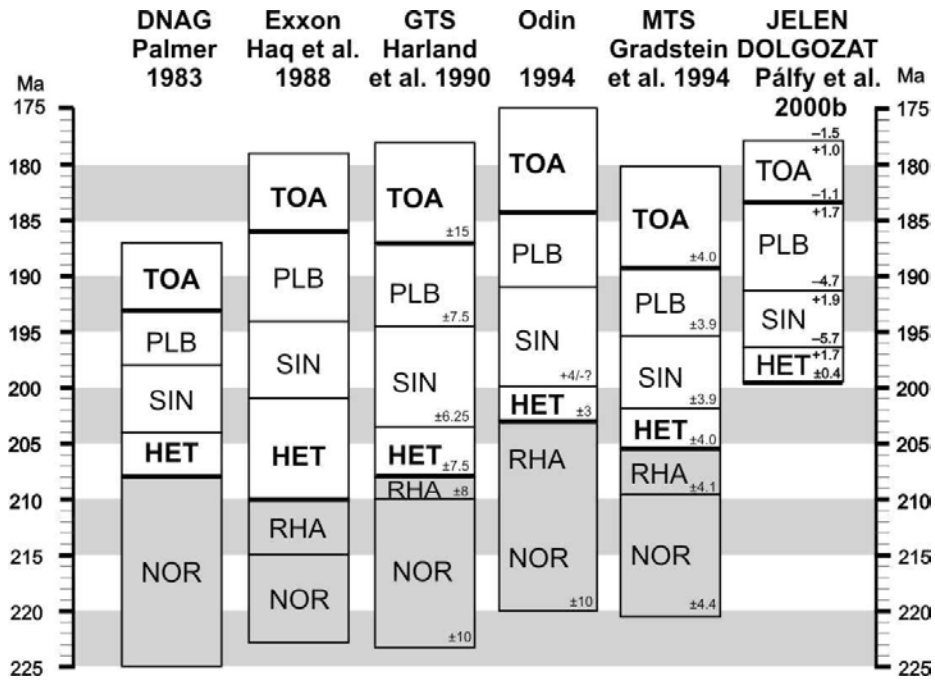 DNAG
Palmer
1983
Exxon
Haq et al.
1988
GTS
Harland
et al. 1990
Odin
1994
MTS
Gradstein
et al. 1994
JELEN
DOLGOZAT
Pálfy et al.
2000b
Ma
175
180
185
190
195
200
205
210
215
220
225
TOA
PLB
SIN
HET
NOR
TOA
PLB
SIN
HET
RHA
NOR
TOA
±15
PLB
±7.5
SIN
±6.25
HET
±7.5
RHA ±8
NOR
±10
TOA
PLB
SIN
+4/-?
HET
±3
RHA
NOR
±10
TOA
±4.0
PLB
±3.9
SIN
±3.9
HET
±4.0
RHA
±4.1
NOR
±4.4
–1.5
+1.0
TOA
–1.1
+1.7
PLB
–4.7
+1.9
SIN
–5.7
+1.7
HET
±0.4
Ma
175
180
185
190
195
200
205
210
215
220
225